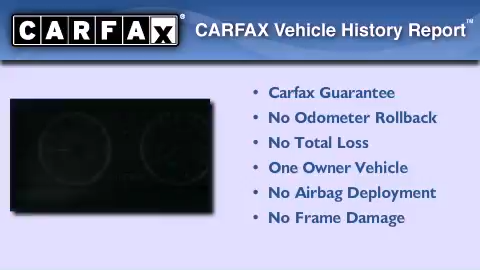 CARFAX® CARFAX Vehicle History Report™
• Carfax Guarantee
• No Odometer Rollback
• No Total Loss
• One Owner Vehicle
• No Airbag Deployment
• No Frame Damage